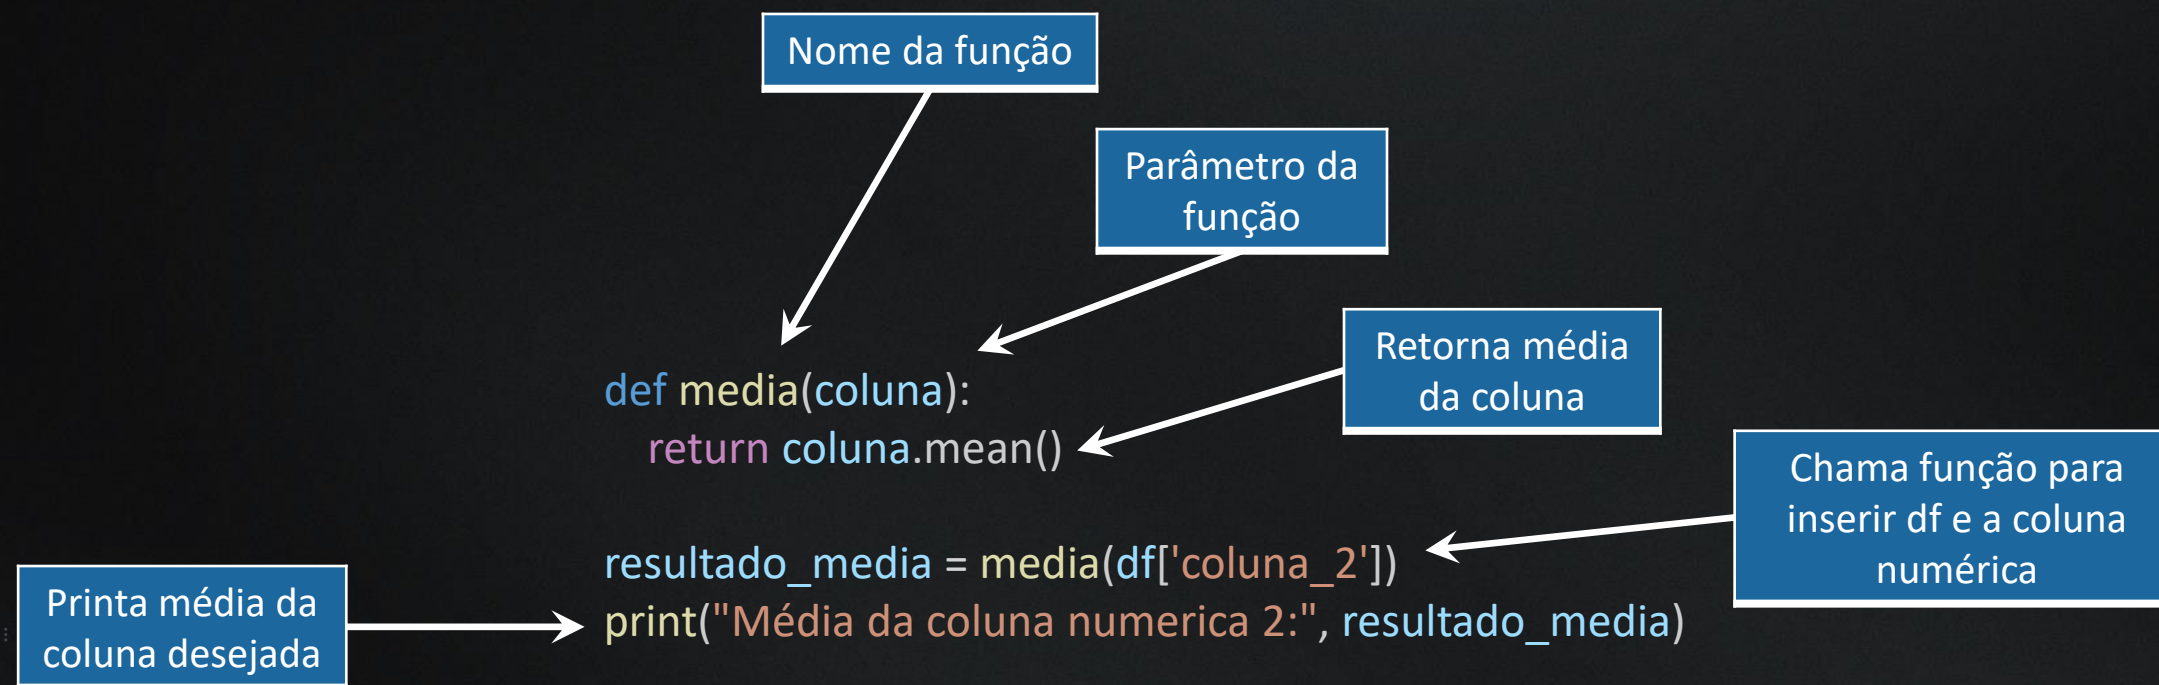 Nome da função
Parâmetro da
função
Retorna média
da coluna
def media(coluna):
return coluna.mean()
Chama função para
inserir df e a coluna
numérica
resultado_media = media(df['coluna_2'])
print("Média da coluna numerica 2:", resultado_media)
Printa média da
coluna desejada